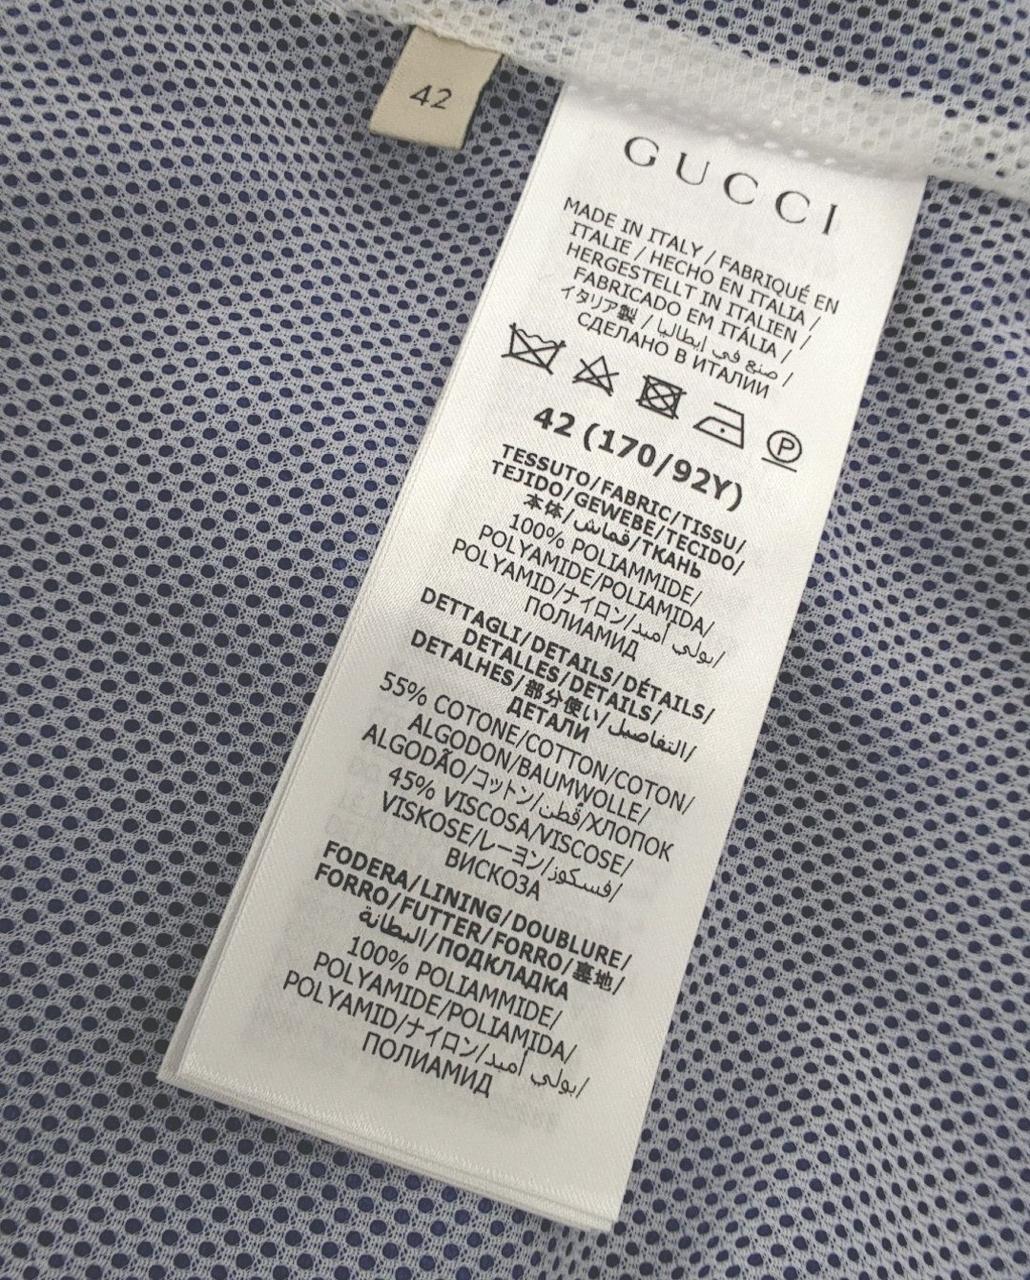 42
GUCCI
MADE IN ITALY / FABRIQUÉ EN
ITALIE / HECHO EN ITALIA /
HERGESTELLT IN ITALIEN /
FABRICADO EM ITÁLIA /
イタリア製 / صنع في إيطاليا /
СДЕЛАНО В ИТАЛИИ
P
42 (170/92Y)
TESSUTO/FABRIC/TISSU/
TEJIDO/GEWEBE/TECIDO/
本体/قماش/ТКАНЬ
100% POLIAMMIDE/
POLYAMIDE/POLIAMIDA/
POLYAMID/ナイロン/بولي أميد/
ПОЛИАМИД
DETTAGLI/DETAILS/DÉTAILS/
DETALLES/DETAILS/
DETALHES/部分使い/التفاصيل/
ДЕТАЛИ
55% COTONE/COTTON/COTON/
ALGODON/BAUMWOLLE/
ALGODÃO/コットン/قطن/ХЛОПОК
45% VISCOSA/VISCOSE/
VISKOSE/レーヨン/فسكوز/
ВИСКОЗА
FODERA/LINING/DOUBLURE/
FORRO/FUTTER/FORRO/裏地/
البطانة/ПОДКЛАДКА
100% POLIAMMIDE/
POLYAMIDE/POLIAMIDA/
POLYAMID/ナイロン/بولي أميد/
ПОЛИАМИД